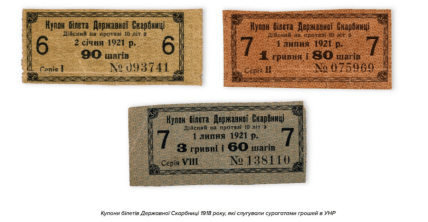 Купон білета Державної Скарбниці
Дійсний на протязі 10 літ з
6 6
2 січня 1921 р.
90 шагів
Серія I № 093741
Купон білета Державної Скарбниці
Дійсний на протязі 10 літ з
7 7
1 липня 1921 р.
1 гривня і 80 шагів
Серія II № 075969
Купон білета Державної Скарбниці
Дійсний на протязі 10 літ з
7 7
1 липня 1921 р.
3 гривні і 60 шагів
Серія VIII № 138110
Купони білетів Державної Скарбниці 1918 року, які слугували сурогатами грошей в УНР